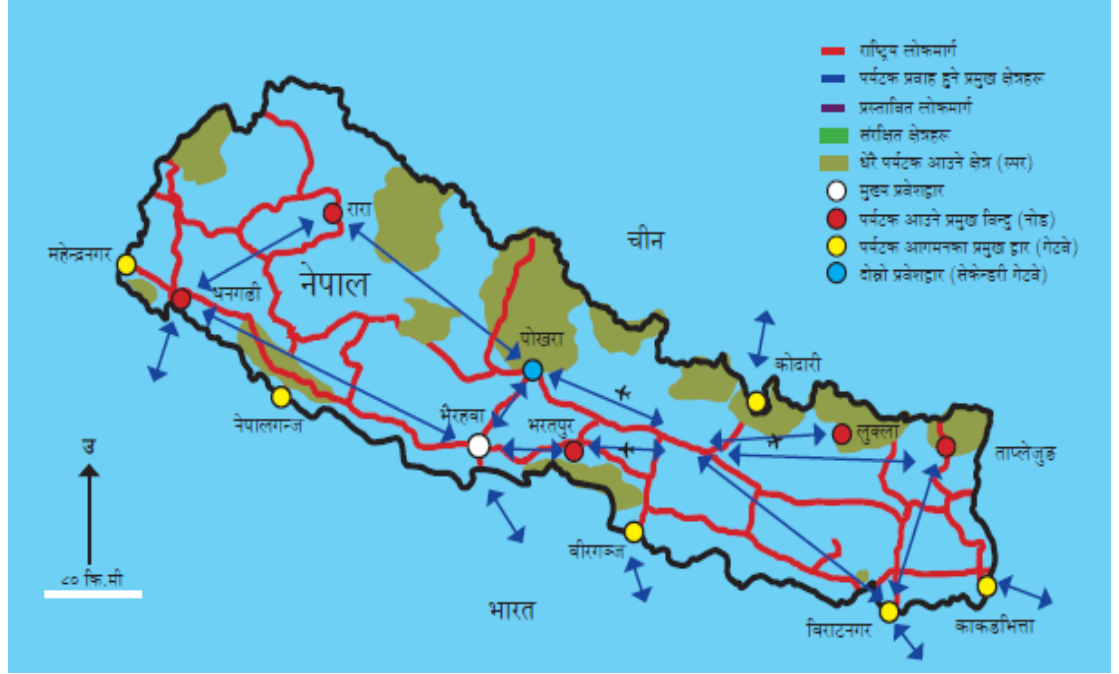 राष्ट्रिय लोकमार्ग
पर्यटक प्रवाह हुने प्रमुख क्षेत्रहरू
प्रस्तावित लोकमार्ग
संरक्षित क्षेत्रहरू
धेरै पर्यटक आउने क्षेत्र (स्पर)
मुख्य प्रवेशद्वार
पर्यटक आउने प्रमुख विन्दु (नोड)
पर्यटक आगमनका प्रमुख द्वार (गेटवे)
दोस्रो प्रवेशद्वार (सेकेन्डरी गेटवे)
रारा
चीन
महेन्द्रनगर
धनगढी
नेपाल
पोखरा
कोदारी
नेपालगन्ज
भैरहवा
भरतपुर
लुक्ला
ताप्लेजुङ
उ
८० कि.मी
वीरगञ्ज
भारत
बिराटनगर
काकडभित्ता